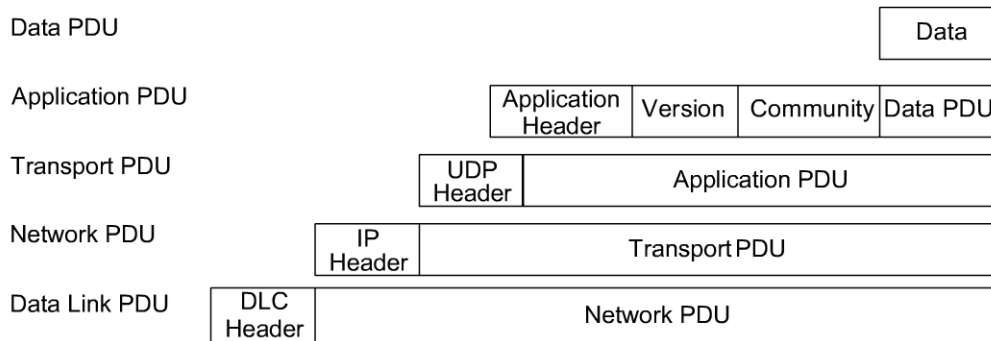 Data PDU
Data
Application PDU
Application
Header
Version
Community
Data PDU
Transport PDU
UDP
Header
Application PDU
Network PDU
IP
Header
Transport PDU
Data Link PDU
DLC
Header
Network PDU